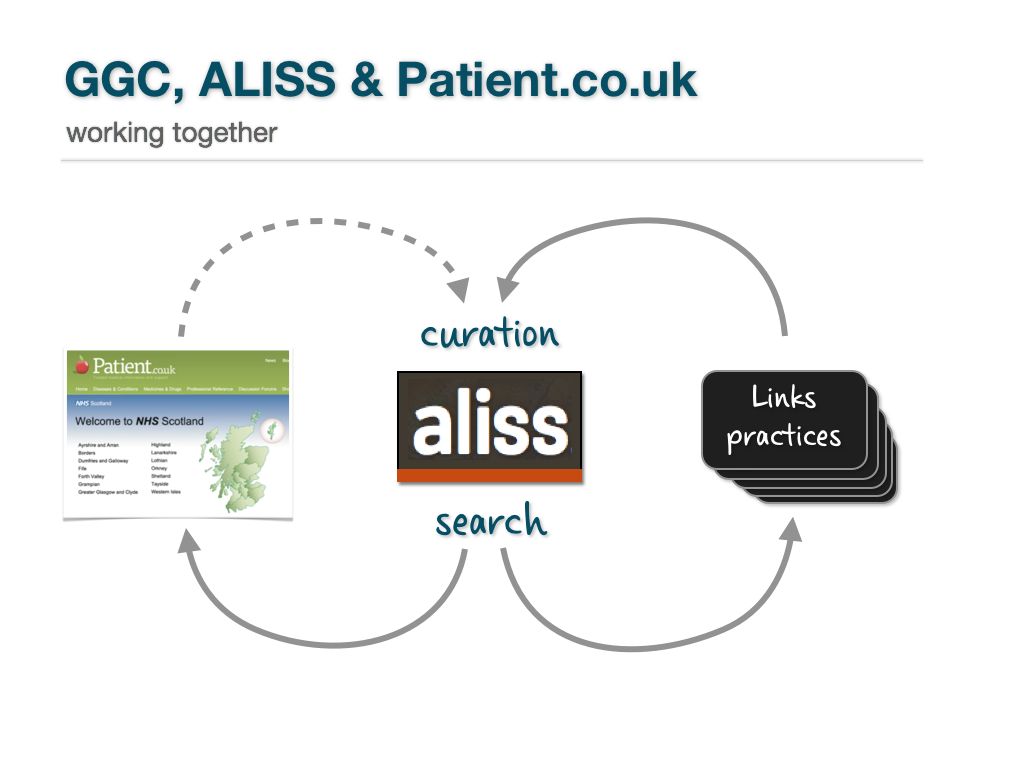 GGC, ALISS & Patient.co.uk
working together
curation
Patient.co.uk
News
Home Diseases & Conditions Medicines & Drugs Professional Reference Discussion Forums
NHS Scotland
Welcome to NHS Scotland
Ayrshire and Arran Highland
Borders Lanarkshire
Dumfries and Galloway Lothian
Fife Orkney
Forth Valley Shetland
Grampian Tayside
Greater Glasgow and Clyde Western Isles
aliss
Links
practices
search